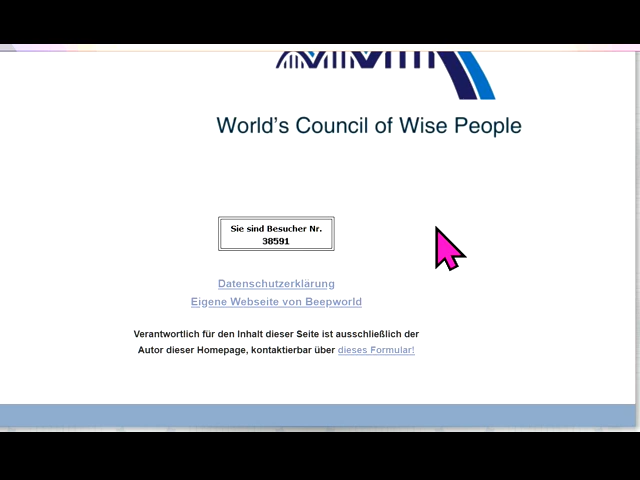 World's Council of Wise People
Sie sind Besucher Nr.
38591
Datenschutzerklärung
Eigene Webseite von Beepworld
Verantwortlich für den Inhalt dieser Seite ist ausschließlich der
Autor dieser Homepage, kontaktierbar über dieses Formular!